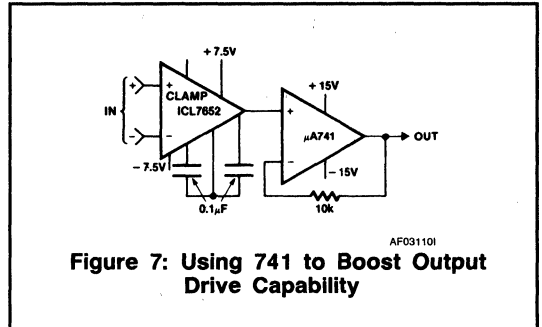 + 7.5V
+
CLAMP
ICL7652
IN
−
− 7.5V
0.1μF
+ 15V
+
μA741
−
− 15V
OUT
10k
AF03110I
Figure 7: Using 741 to Boost Output
Drive Capability